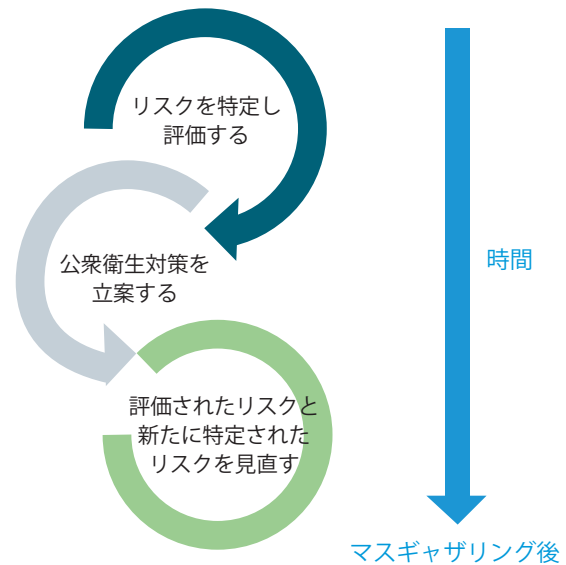 リスクを特定し
評価する
公衆衛生対策を
立案する
評価されたリスクと
新たに特定された
リスクを見直す
時間
マスギャザリング後